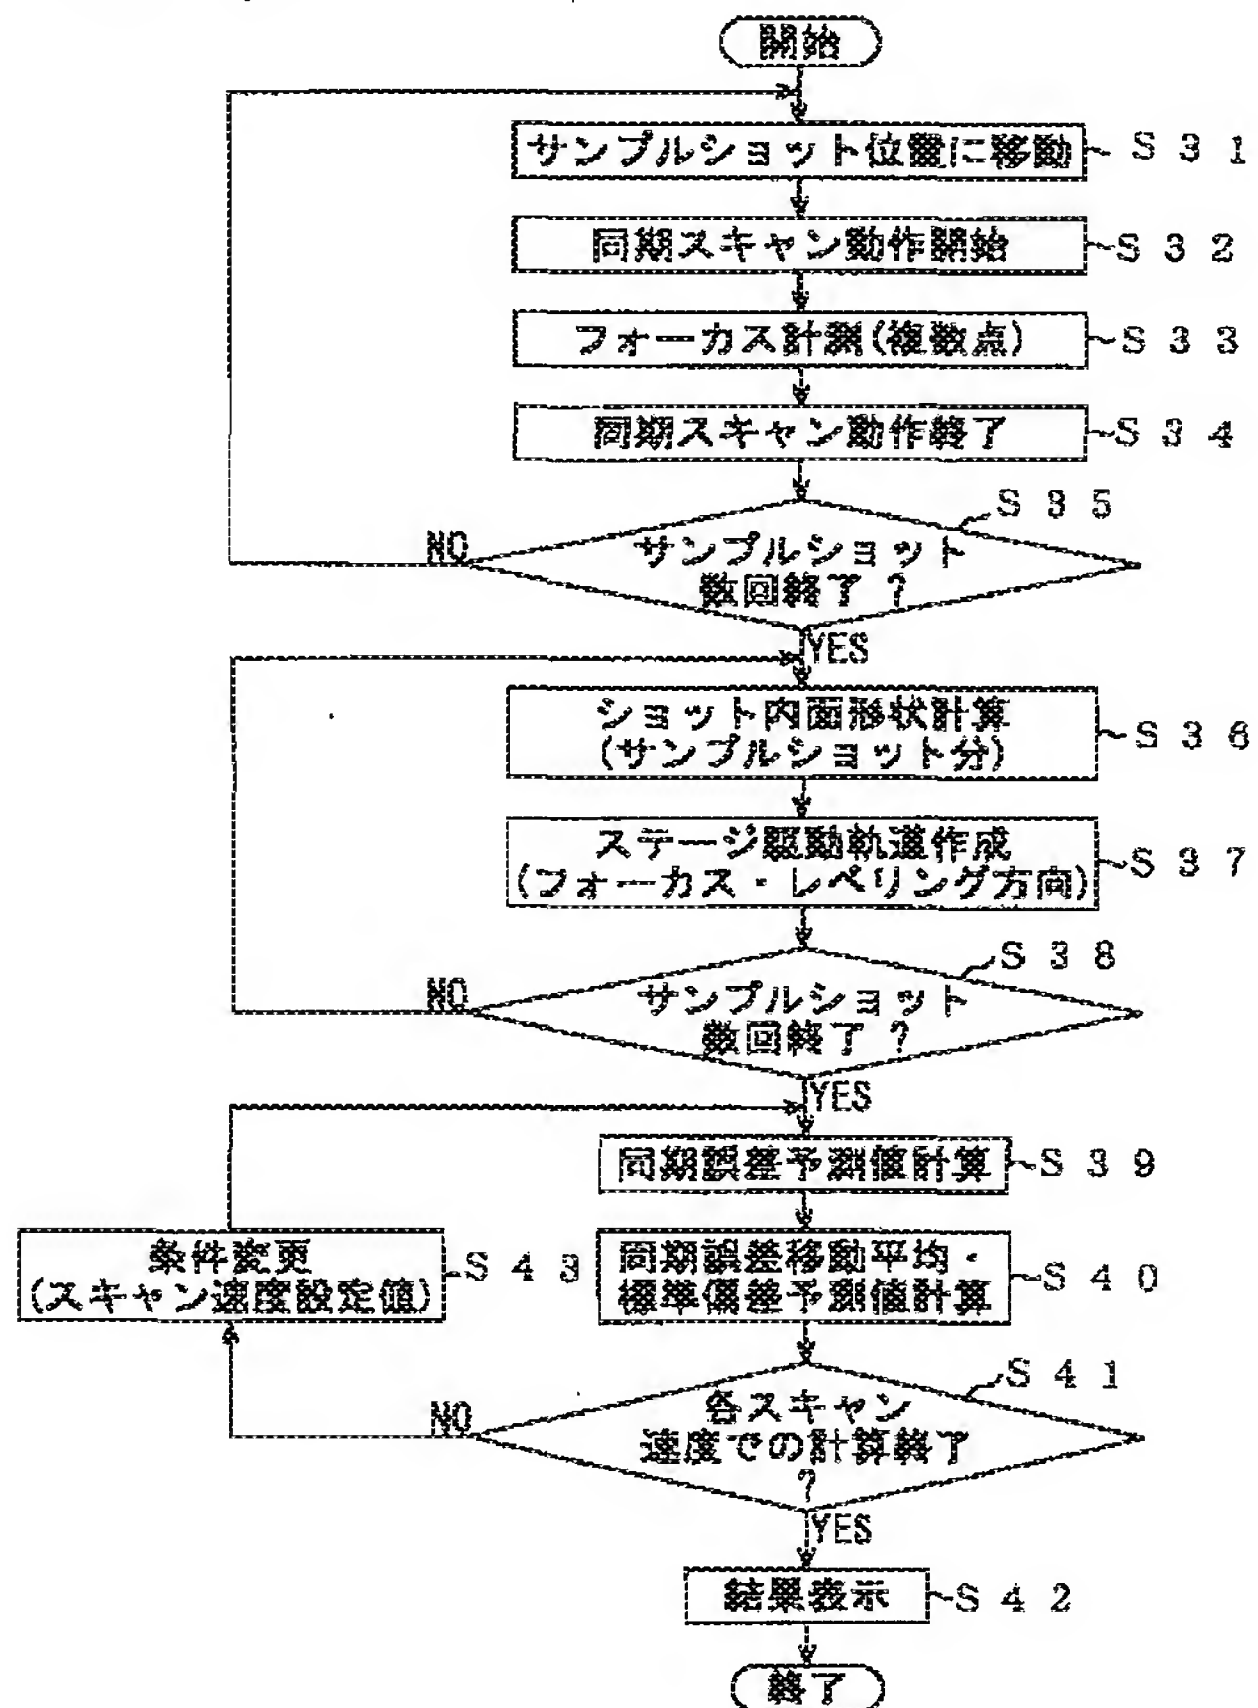 開始
サンプルショット位置に移動 S31
同期スキャン動作開始 S32
フォーカス計測(複数点) S33
同期スキャン動作終了 S34
S35
サンプルショット
数回終了?
NO
YES
ショット内面形状計算
(サンプルショット分)
S36
ステージ駆動軌道作成
(フォーカス・レベリング方向)
S37
S38
サンプルショット
数回終了?
NO
YES
同期誤差予測値計算 S39
条件変更
(スキャン速度設定値)
S43
同期誤差移動平均・
標準偏差予測値計算
S40
S41
各スキャン
速度での計算終了
?
NO
YES
結果表示 S42
終了